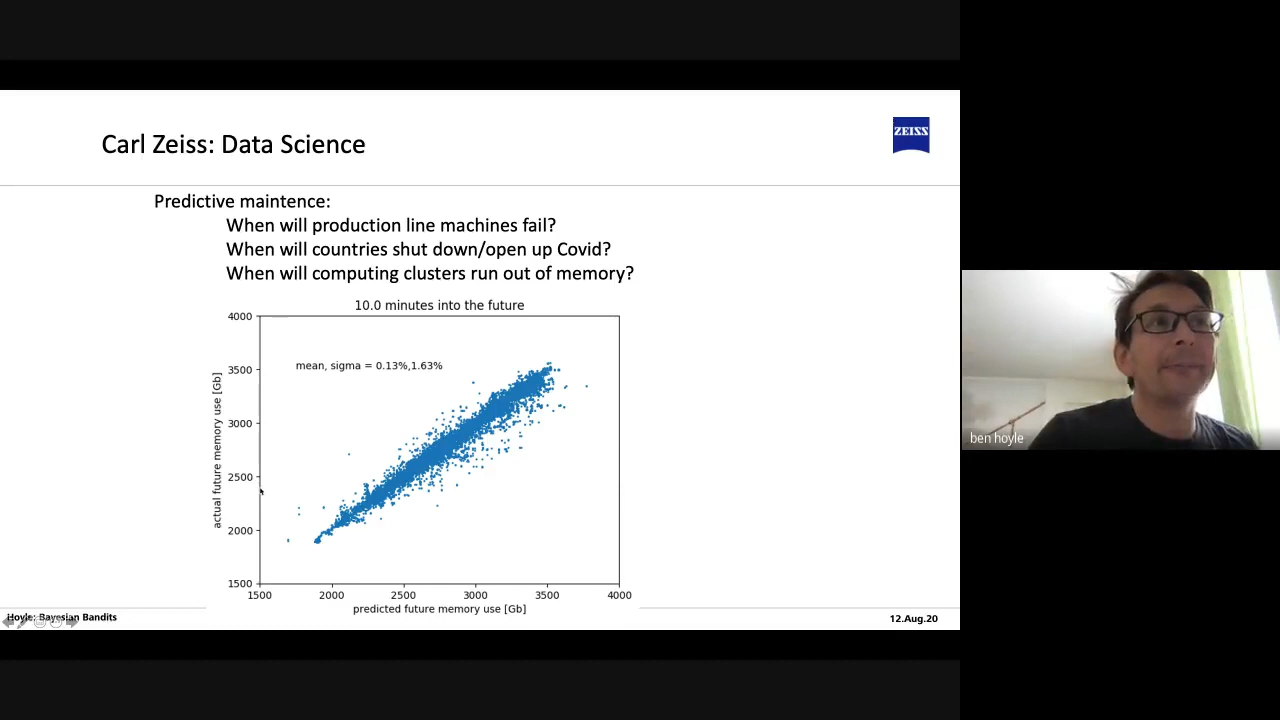 Carl Zeiss: Data Science
ZEISS
Predictive maintence:
When will production line machines fail?
When will countries shut down/open up Covid?
When will computing clusters run out of memory?
10.0 minutes into the future
mean, sigma = 0.13%,1.63%
actual future memory use [Gb]
4000
3500
3000
2500
2000
1500
1500 2000 2500 3000 3500 4000
predicted future memory use [Gb]
Hoyle: Bayesian Bandits
12.Aug.20
ben hoyle